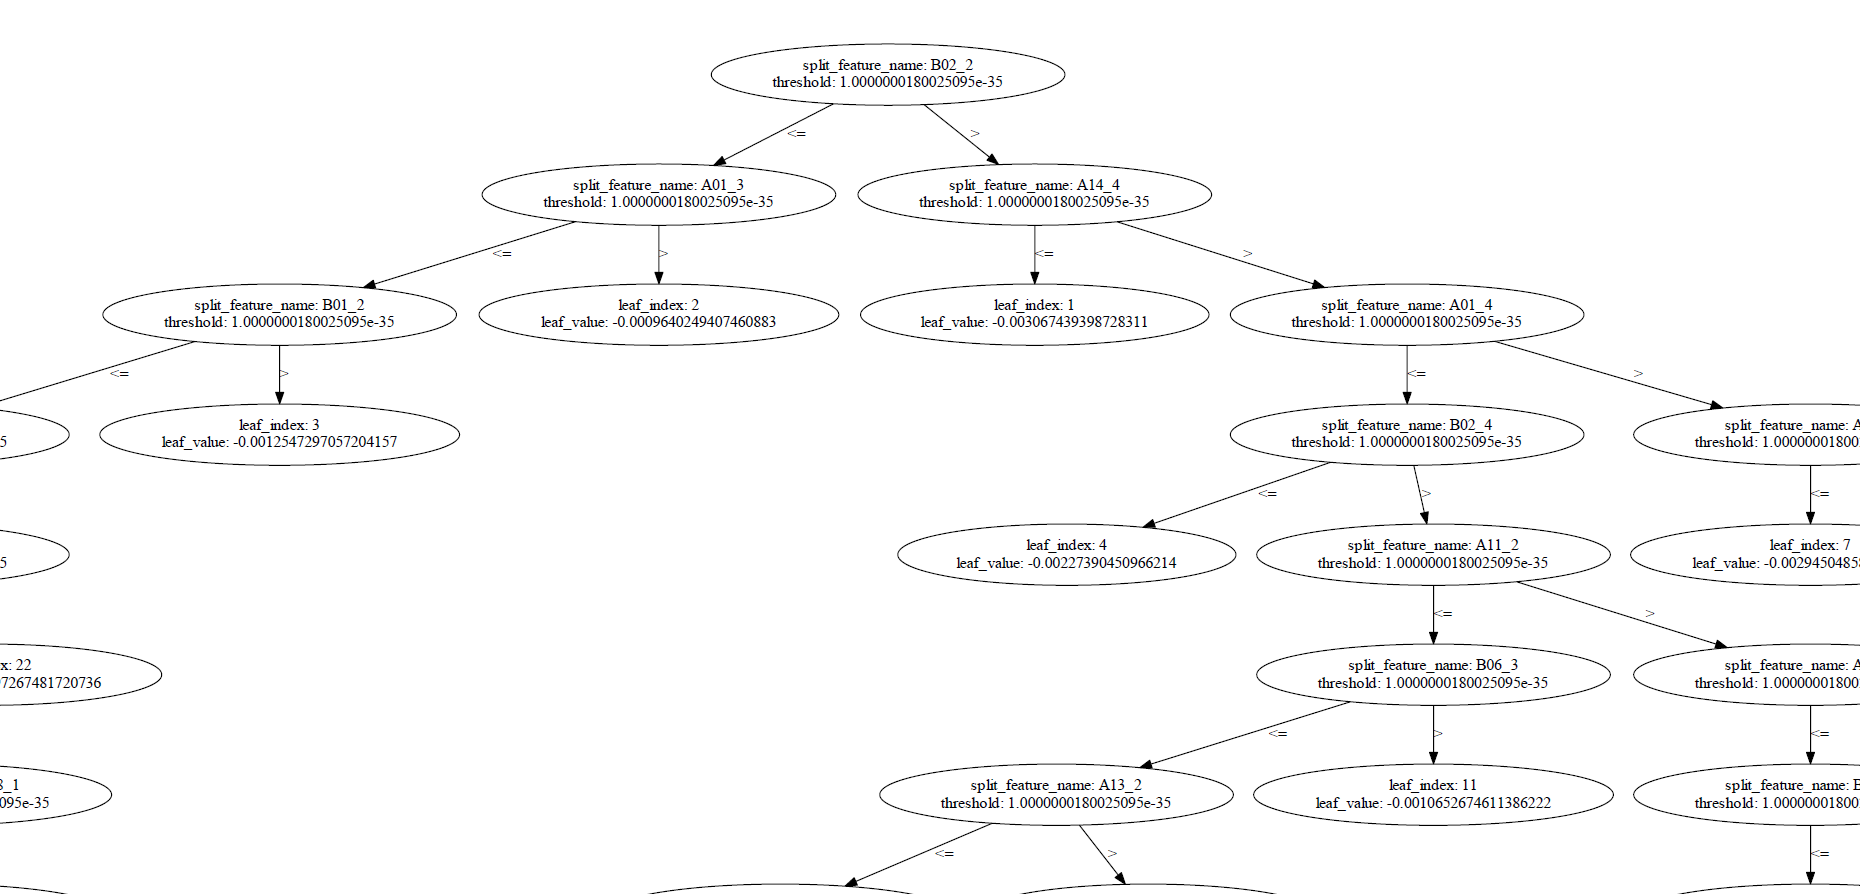 split_feature_name: B02_2
threshold: 1.0000000180025095e-35
<=
>
split_feature_name: A01_3
threshold: 1.0000000180025095e-35
split_feature_name: A14_4
threshold: 1.0000000180025095e-35
<=
>
<=
>
split_feature_name: B01_2
threshold: 1.0000000180025095e-35
leaf_index: 2
leaf_value: -0.0009640249407460883
leaf_index: 1
leaf_value: -0.003067439398728311
split_feature_name: A01_4
threshold: 1.0000000180025095e-35
<=
>
<=
>
5
leaf_index: 3
leaf_value: -0.0012547297057204157
split_feature_name: B02_4
threshold: 1.0000000180025095e-35
split_feature_name: A
threshold: 1.00000001800
<=
>
<=
5
leaf_index: 4
leaf_value: -0.00227390450966214
split_feature_name: A11_2
threshold: 1.0000000180025095e-35
leaf_index: 7
leaf_value: -0.002945048
<=
>
x: 22
7267481720736
split_feature_name: B06_3
threshold: 1.0000000180025095e-35
split_feature_name: A
threshold: 1.00000001800
<=
>
<=
_1
095e-35
split_feature_name: A13_2
threshold: 1.0000000180025095e-35
leaf_index: 11
leaf_value: -0.0010652674611386222
split_feature_name: B
threshold: 1.00000001800
<=
>
<=